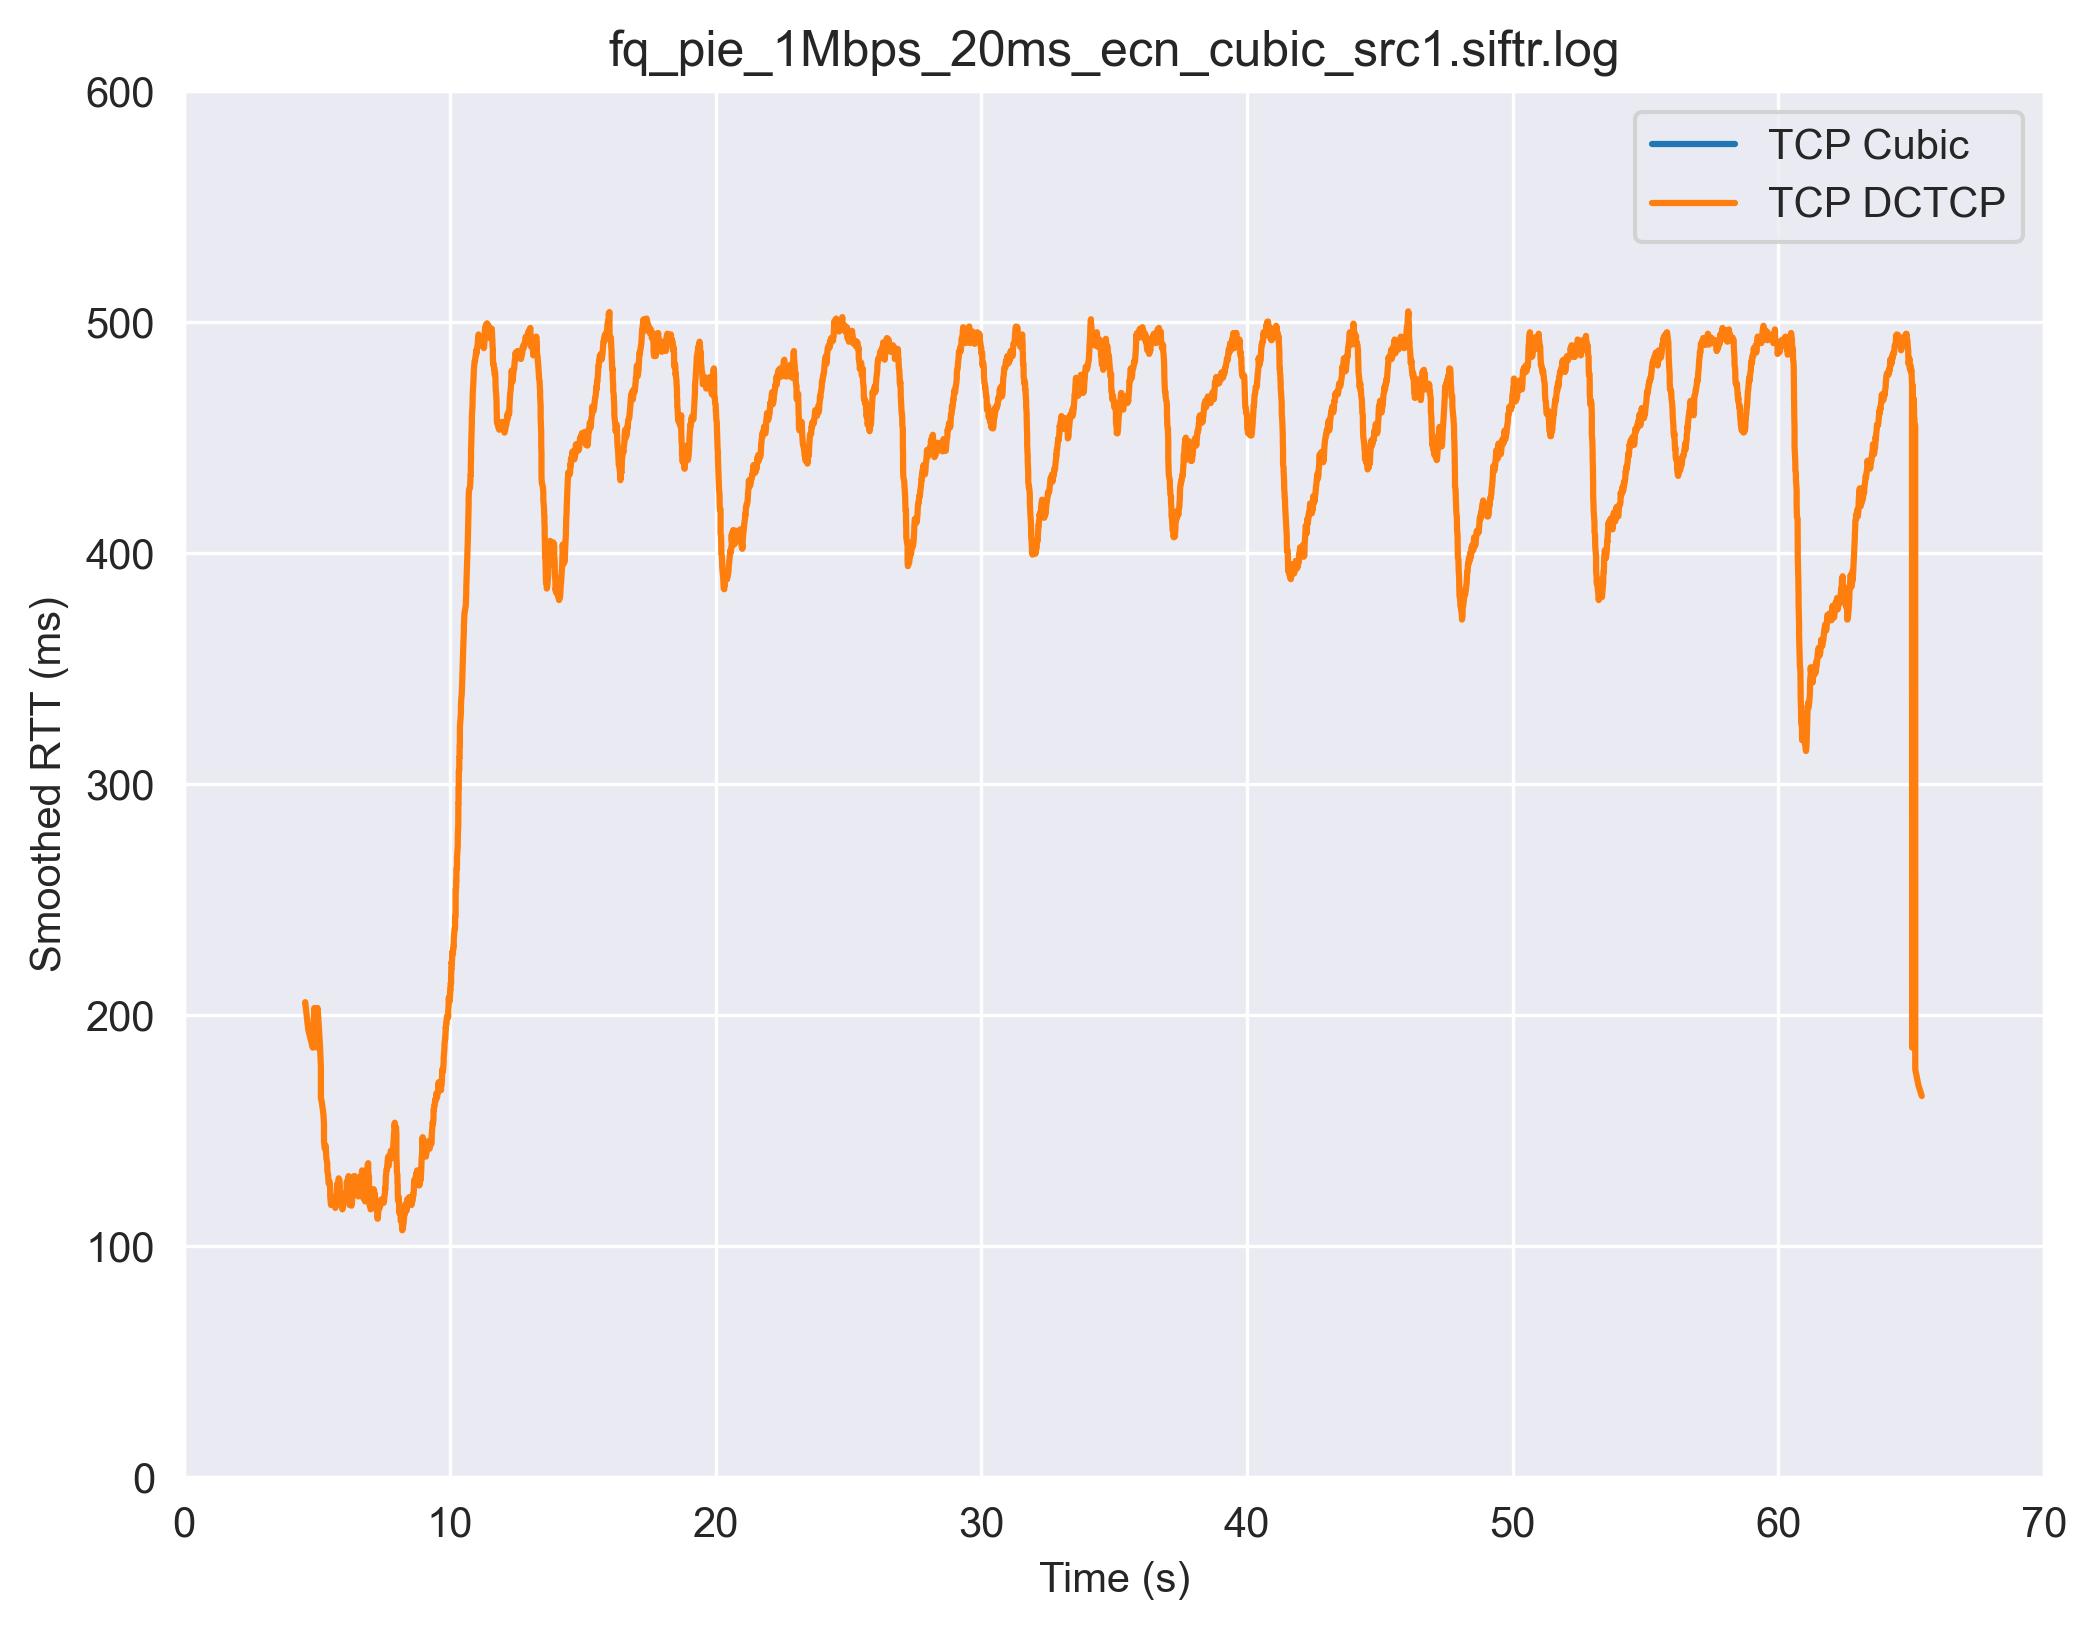 fq_pie_1Mbps_20ms_ecn_cubic_src1.siftr.log
TCP Cubic
TCP DCTCP
Smoothed RTT (ms)
600
500
400
300
200
100
0
0 10 20 30 40 50 60 70
Time (s)